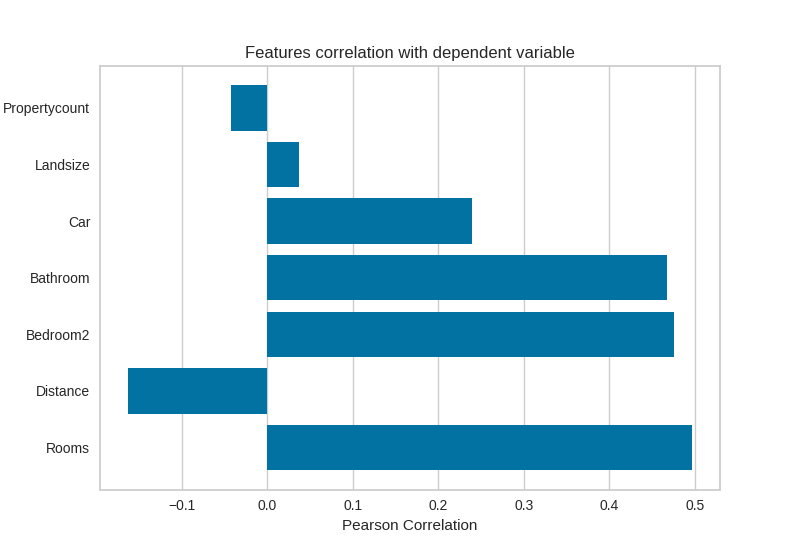 Features correlation with dependent variable
Propertycount
Landsize
Car
Bathroom
Bedroom2
Distance
Rooms
−0.1 0.0 0.1 0.2 0.3 0.4 0.5
Pearson Correlation